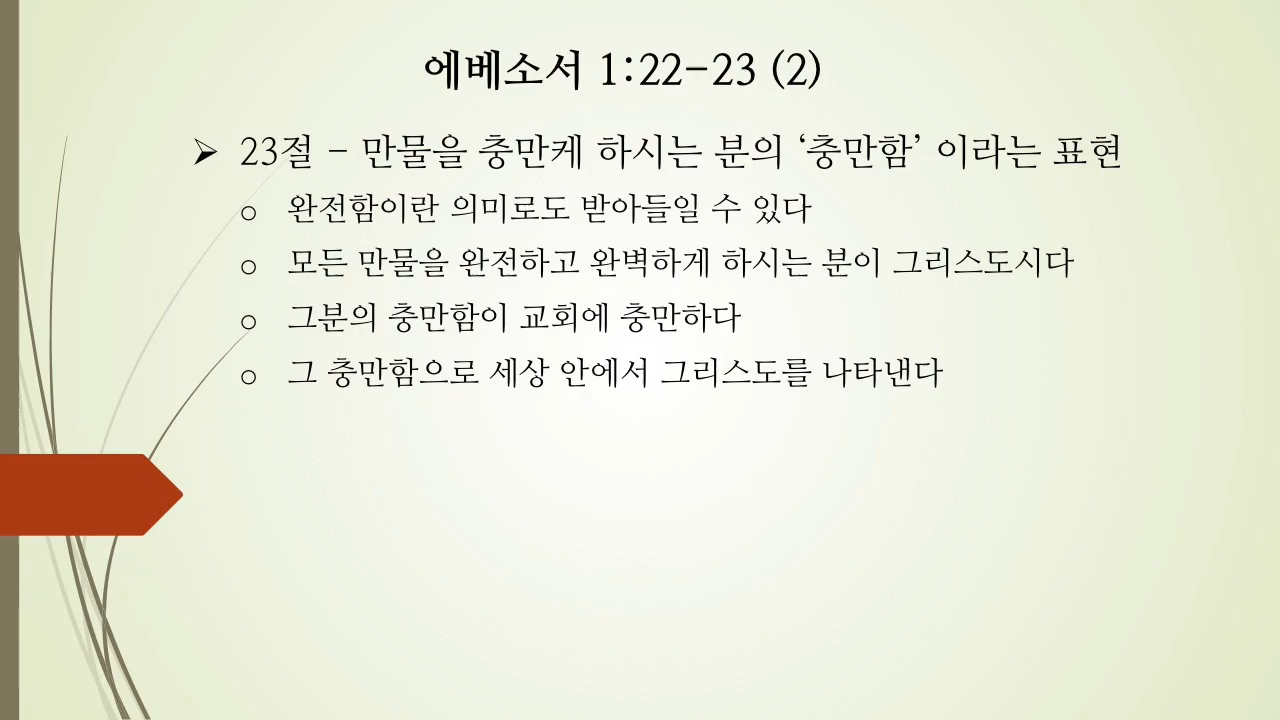 에베소서 1:22-23 (2)
➢ 23절 - 만물을 충만케 하시는 분의 ‘충만함’ 이라는 표현
o 완전함이란 의미로도 받아들일 수 있다
o 모든 만물을 완전하고 완벽하게 하시는 분이 그리스도시다
o 그분의 충만함이 교회에 충만하다
o 그 충만함으로 세상 안에서 그리스도를 나타낸다